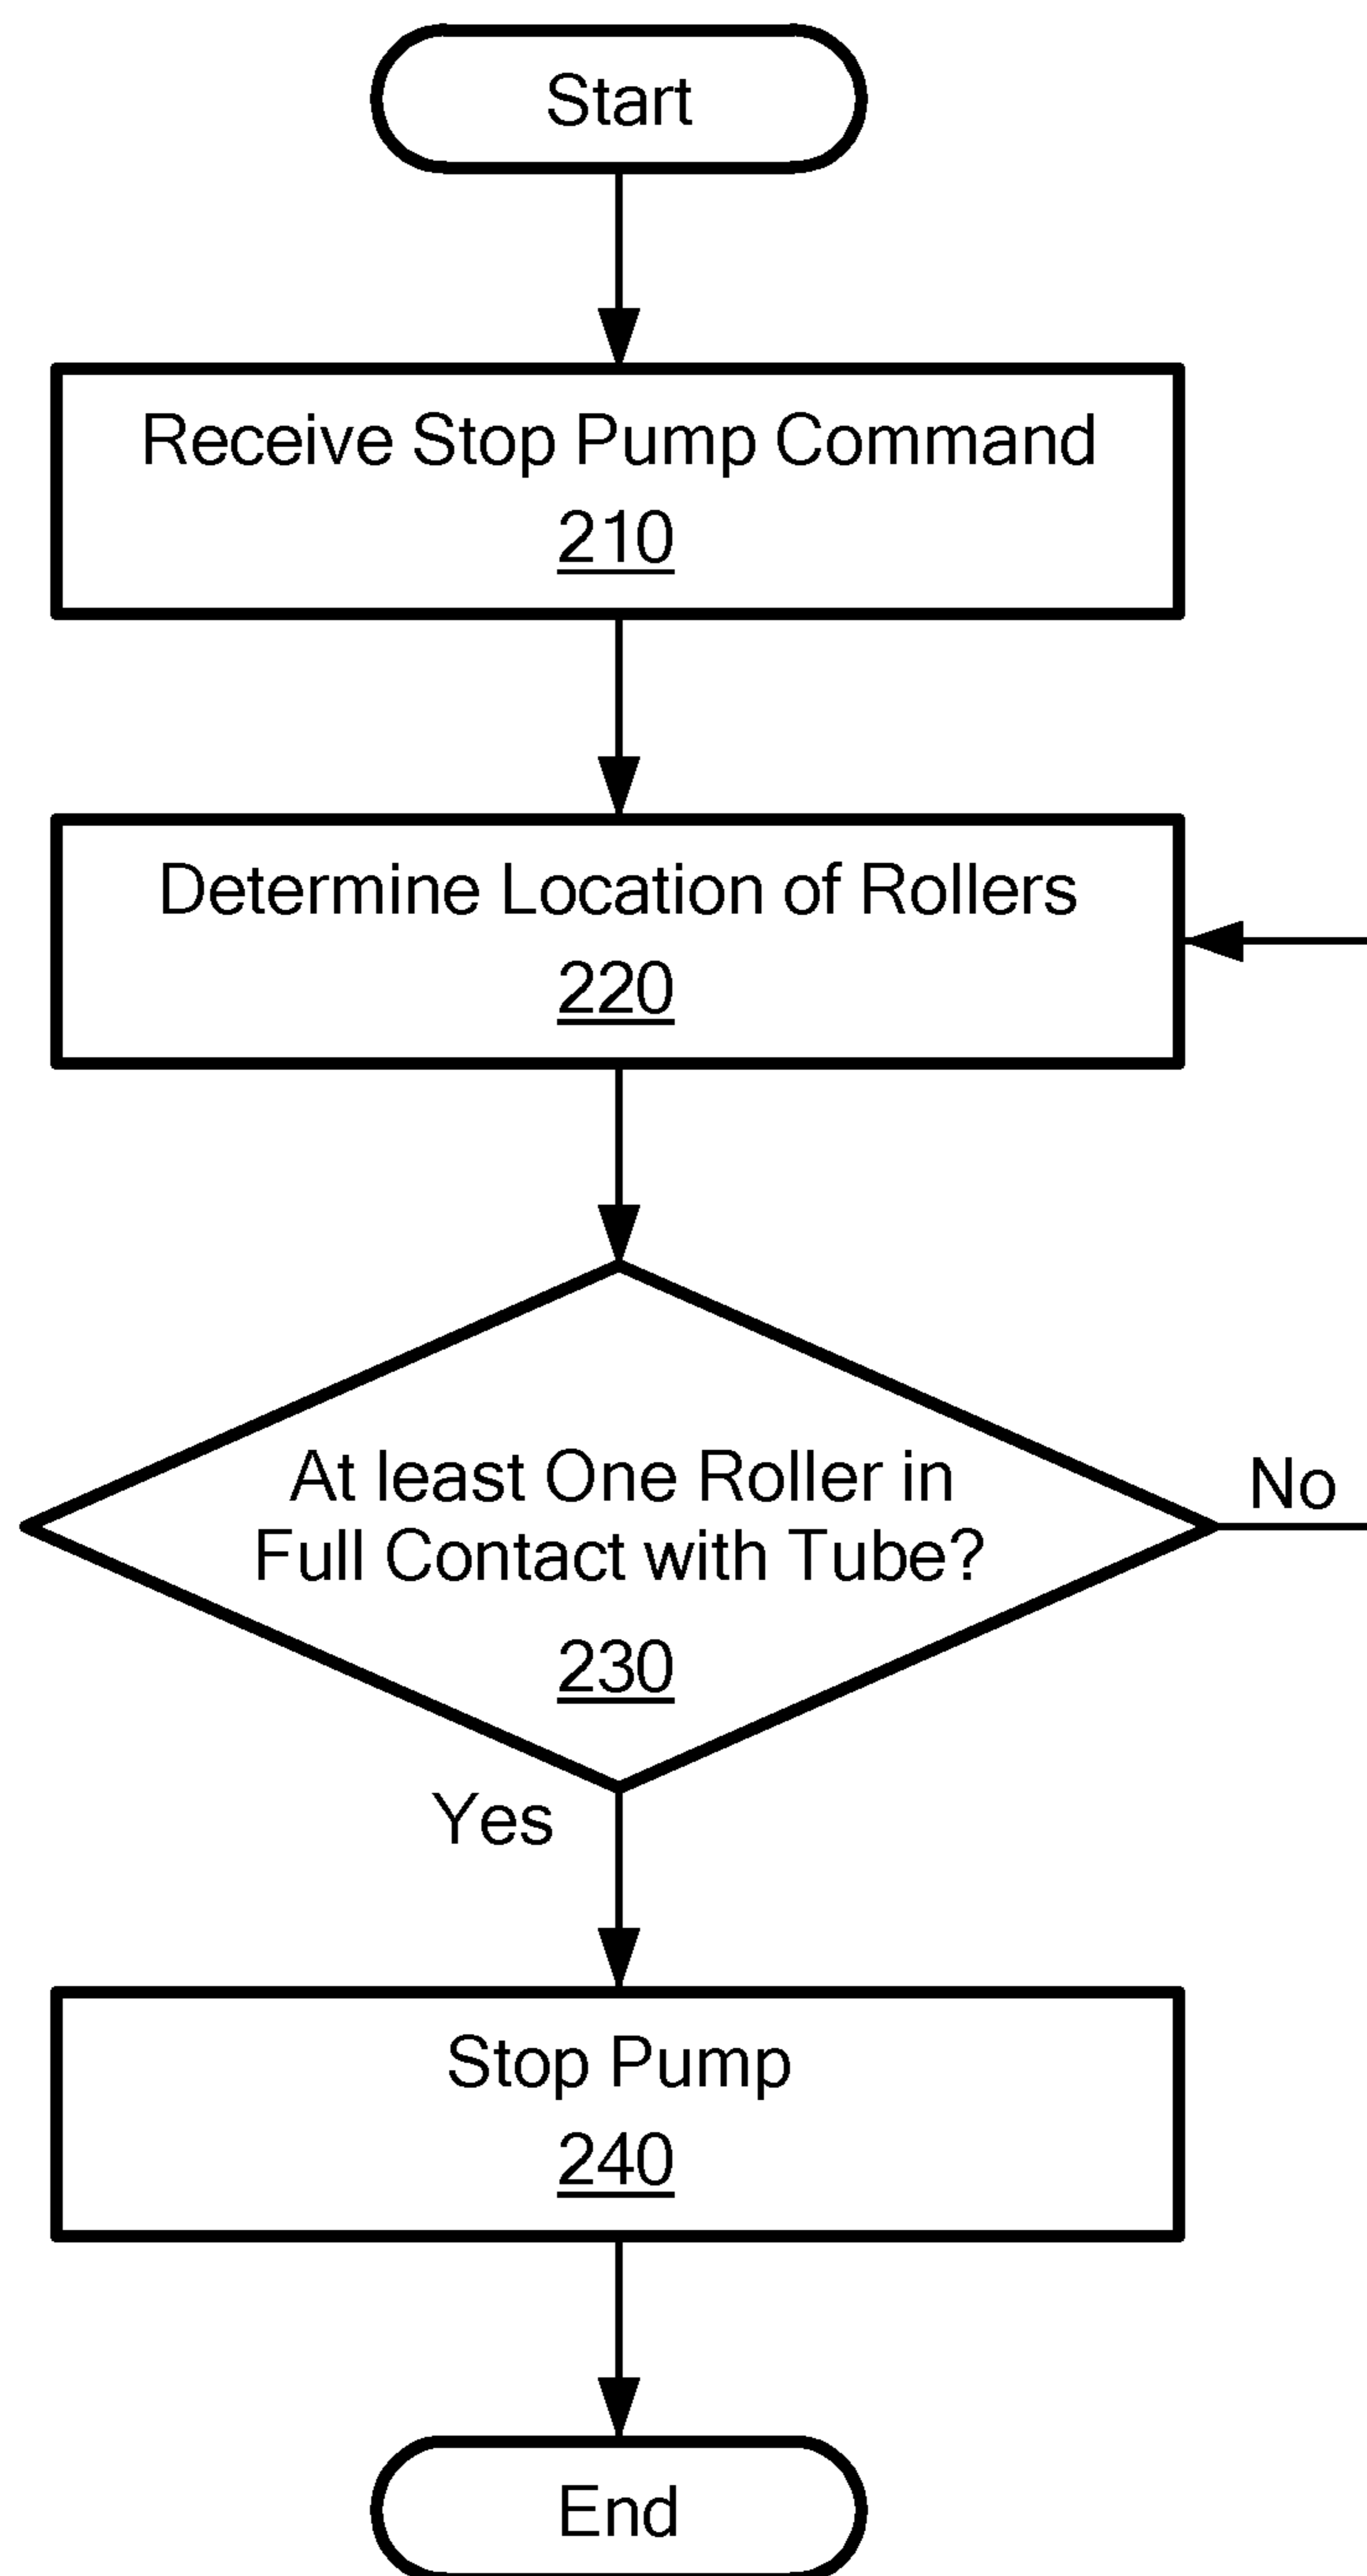 Start
Receive Stop Pump Command
210
Determine Location of Rollers
220
At least One Roller in
Full Contact with Tube?
230
No
Yes
Stop Pump
240
End